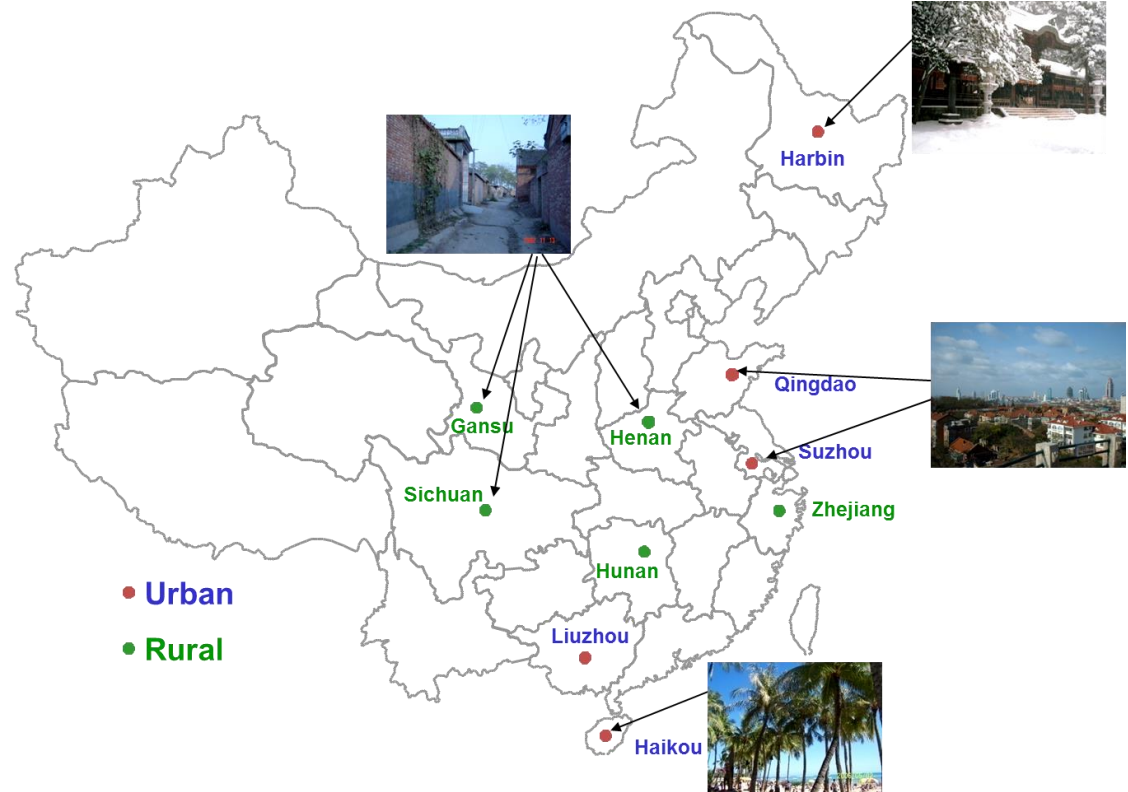 Harbin
Qingdao
Gansu
Henan
Suzhou
Sichuan
Zhejiang
Hunan
Urban
Liuzhou
Rural
Haikou